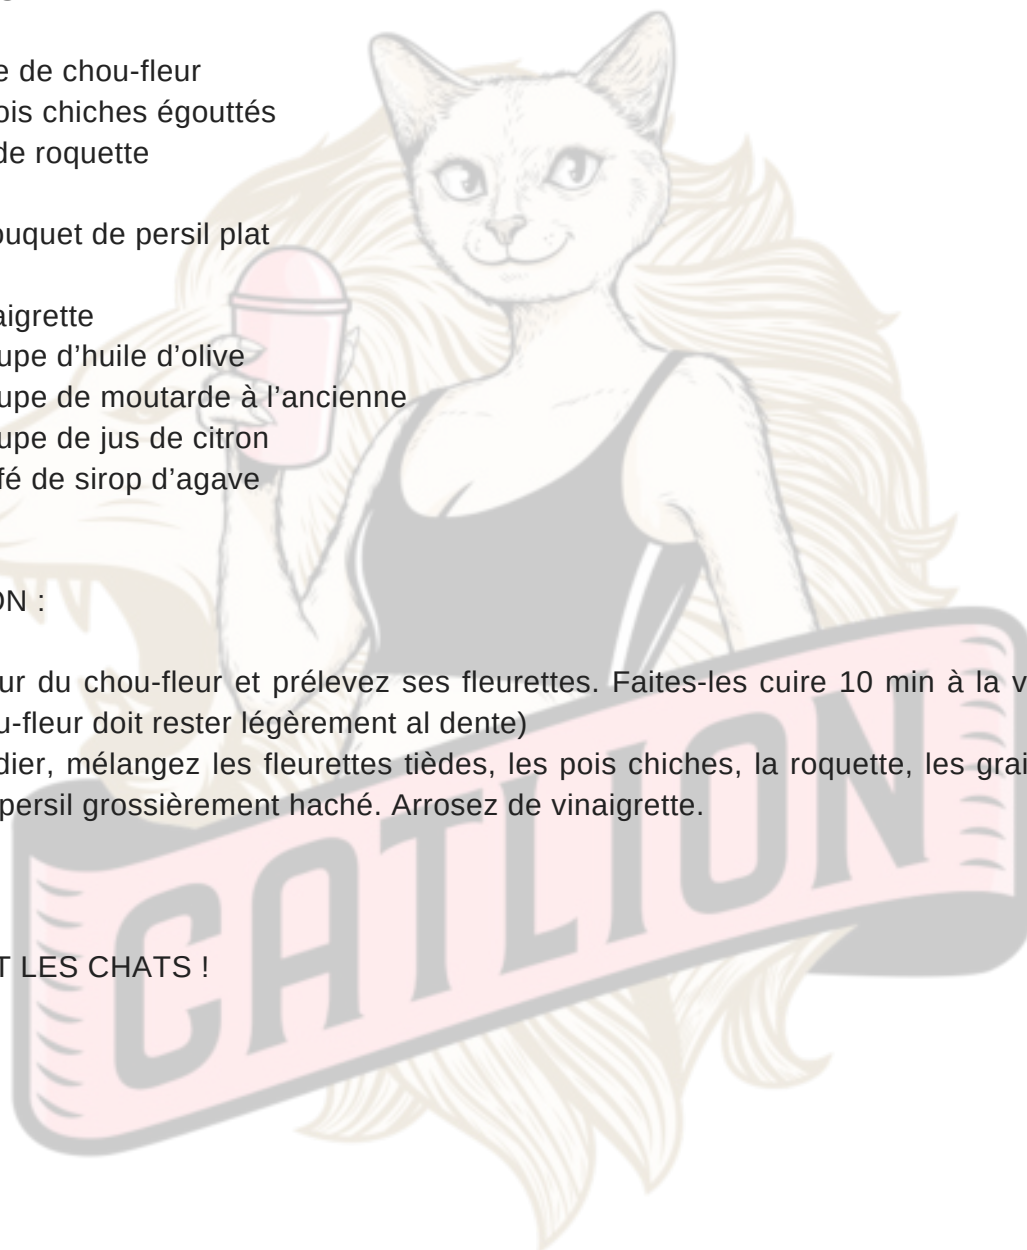 e de chou-fleur
ois chiches égouttés
de roquette
ouquet de persil plat
aigrette
upe d'huile d'olive
upe de moutarde à l'ancienne
upe de jus de citron
fé de sirop d'agave
ON :
ur du chou-fleur et prélevez ses fleurettes. Faites-les cuire 10 min à la v
u-fleur doit rester légèrement al dente)
dier, mélangez les fleurettes tièdes, les pois chiches, la roquette, les grai
persil grossièrement haché. Arrosez de vinaigrette.
CATLION
T LES CHATS !